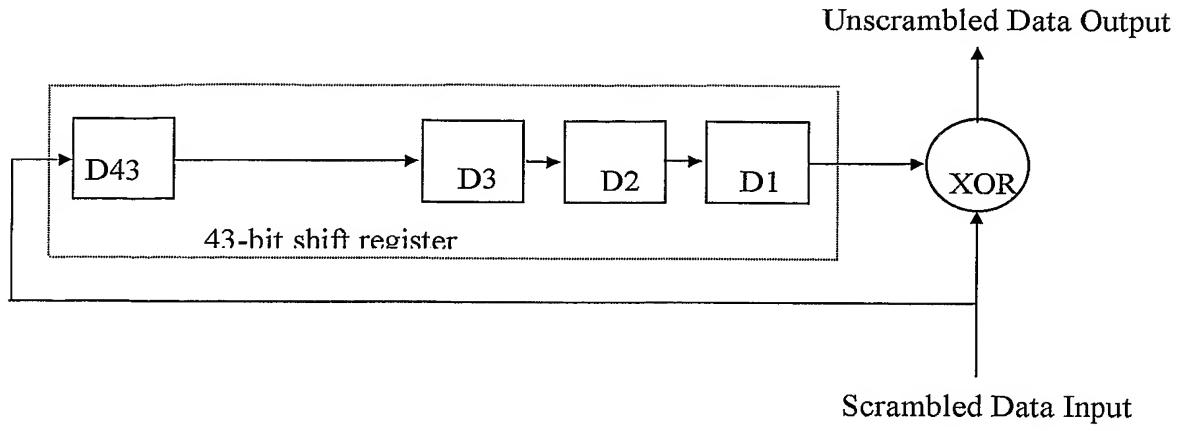 Unscrambled Data Output
D43
D3
D2
D1
XOR
43-bit shift register
Scrambled Data Input